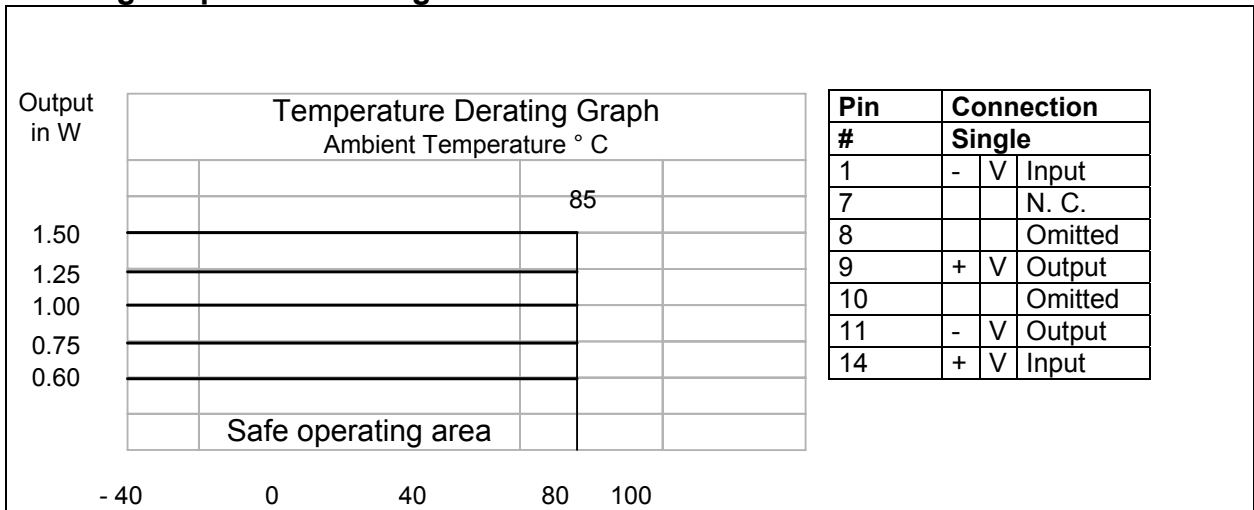 Output
in W
Temperature Derating Graph
Ambient Temperature ° C
85
1.50
1.25
1.00
0.75
0.60
Safe operating area
- 40 0 40 80 100
Pin Connection
# Single
1 - V Input
7 N. C.
8 Omitted
9 + V Output
10 Omitted
11 - V Output
14 + V Input